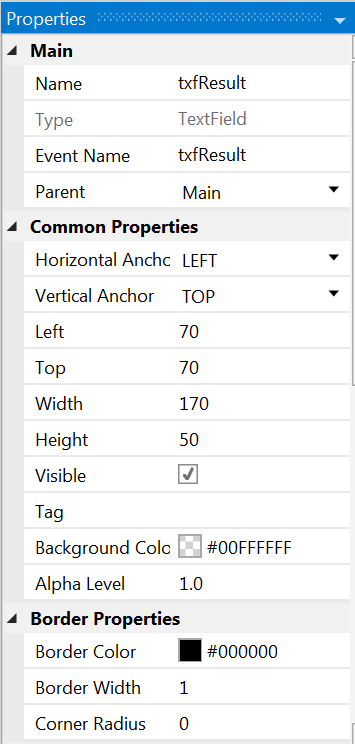 Properties
Main
Name txfResult
Type TextField
Event Name txfResult
Parent Main
Common Properties
Horizontal Ancho LEFT
Vertical Anchor TOP
Left 70
Top 70
Width 170
Height 50
Visible
Tag
Background Colo #00FFFFFF
Alpha Level 1.0
Border Properties
Border Color #000000
Border Width 1
Corner Radius 0